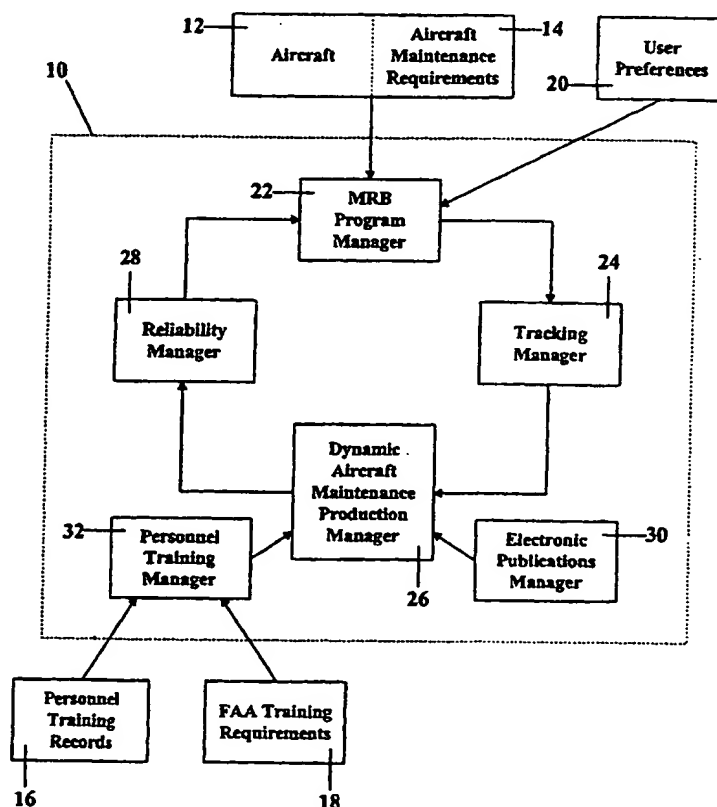 12
Aircraft
Aircraft
Maintenance
Requirements
14
User
Preferences
20
10
22
MRB
Program
Manager
28
Reliability
Manager
24
Tracking
Manager
Dynamic
Aircraft
Maintenance
Production
Manager
26
32
Personnel
Training
Manager
Electronic
Publications
Manager
30
Personnel
Training
Records
16
FAA Training
Requirements
18